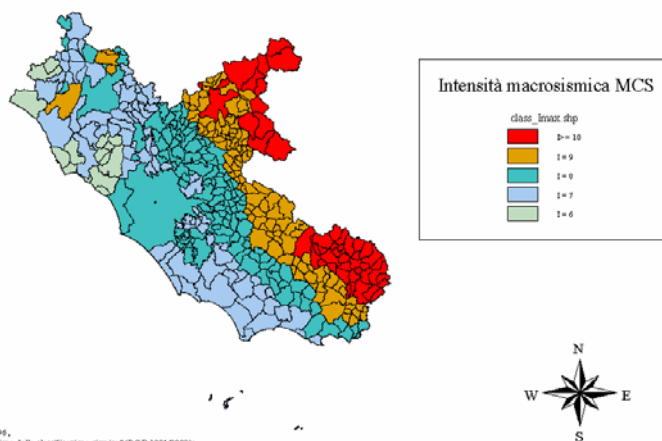 Intensità macrosismica MCS
class_Imax.shp
I>= 10
I = 9
I = 8
I = 7
I = 6
N
W E
S